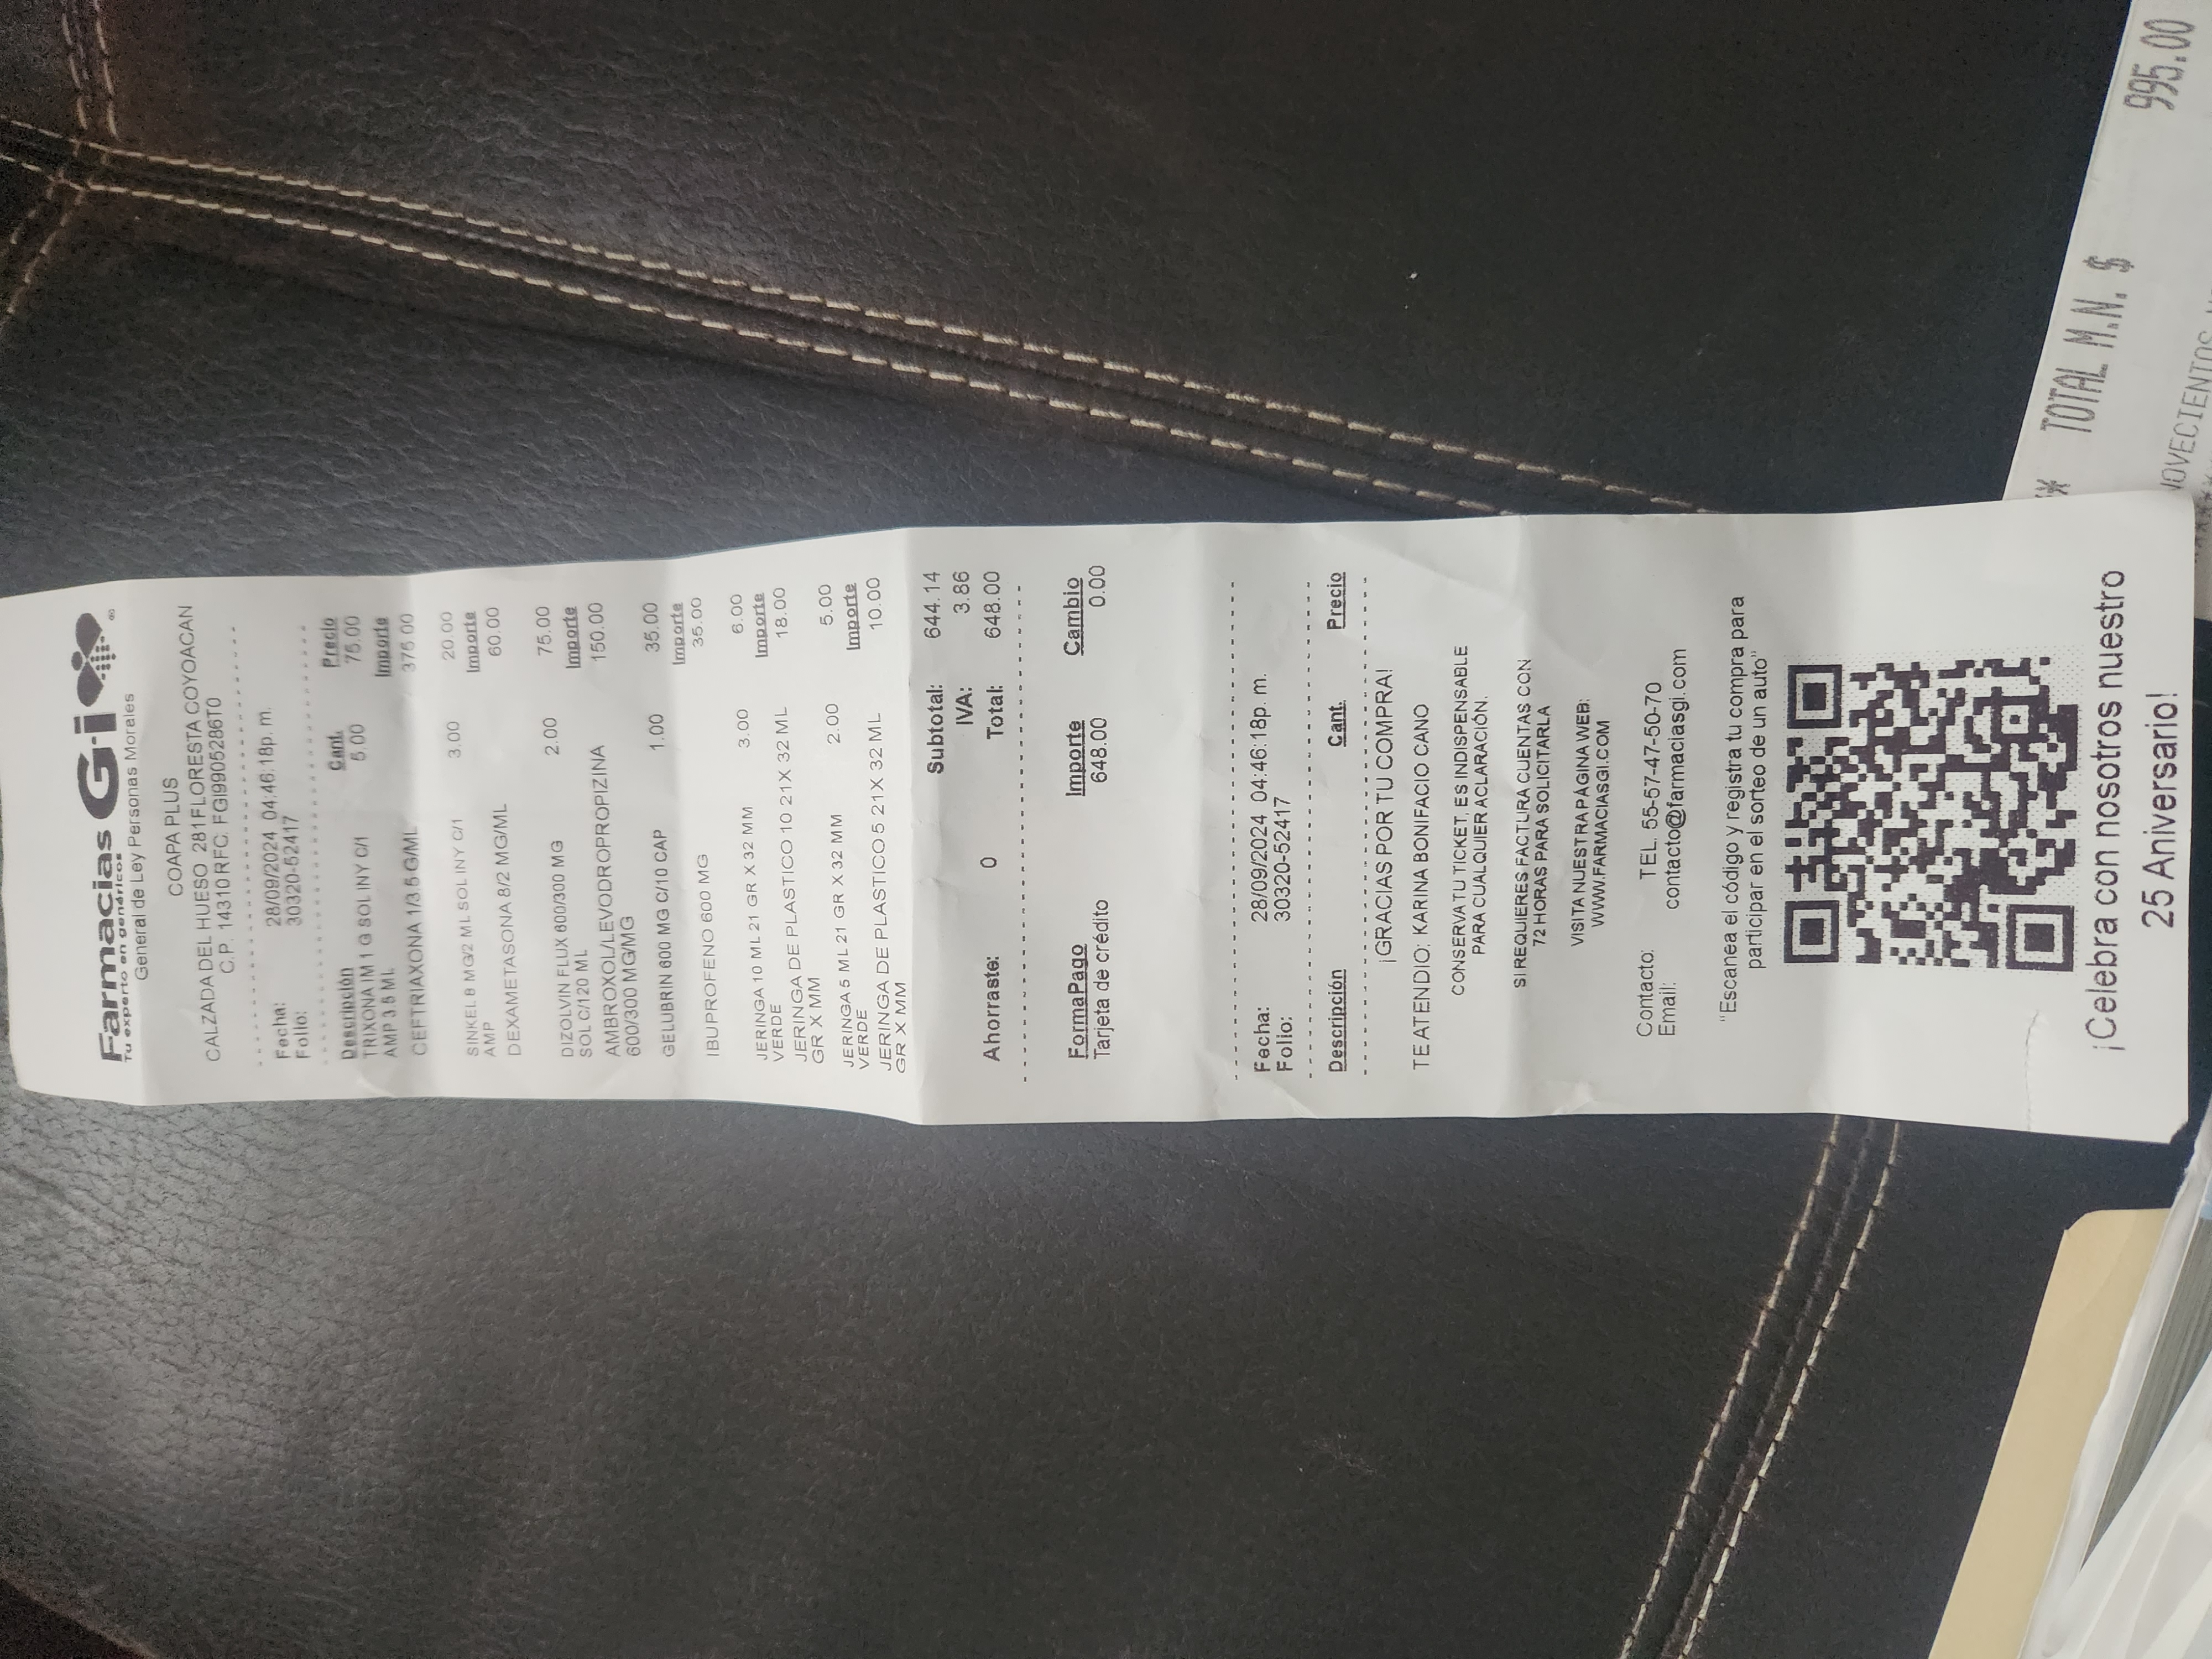 Farmacias Gi
Tu experto en genéricos ®
General de Ley Personas Morales
COAPA PLUS
CALZADA DEL HUESO 281FLORESTA COYOACAN
C.P. 14310 RFC. FGI9905286T0
Fecha: 28/09/2024 04:46:18p. m.
Folio: 30320-52417
Descripción Cant. Precio
TRIXONA IM 1 G SOL INY C/1 5.00 75.00
AMP 3.5 ML Importe
CEFTRIAXONA 1/3.5 G/ML 375.00
SINKEL 8 MG/2 ML SOL INY C/1 3.00 20.00
AMP Importe
DEXAMETASONA 8/2 MG/ML 60.00
DIZOLVIN FLUX 600/300 MG 2.00 75.00
SOL C/120 ML Importe
AMBROXOL/LEVODROPROPIZINA 150.00
600/300 MG/MG
GELUBRIN 600 MG C/10 CAP 1.00 35.00
Importe
IBUPROFENO 600 MG 35.00
JERINGA 10 ML 21 GR X 32 MM 3.00 6.00
VERDE Importe
JERINGA DE PLASTICO 10 21X 32 ML 18.00
GR X MM
JERINGA 5 ML 21 GR X 32 MM 2.00 5.00
VERDE Importe
JERINGA DE PLASTICO 5 21X 32 ML 10.00
GR X MM
Subtotal: 644.14
IVA: 3.86
Ahorraste: 0 Total: 648.00
FormaPago Importe Cambio
Tarjeta de crédito 648.00 0.00
Fecha: 28/09/2024 04:46:18p. m.
Folio: 30320-52417
Descripción Cant. Precio
¡GRACIAS POR TU COMPRA!
TE ATENDIO: KARINA BONIFACIO CANO
CONSERVA TU TICKET, ES INDISPENSABLE
PARA CUALQUIER ACLARACIÓN.
SI REQUIERES FACTURA CUENTAS CON
72 HORAS PARA SOLICITARLA
VISITA NUESTRA PÁGINA WEB:
WWW.FARMACIASGI.COM
Contacto: TEL. 55-57-47-50-70
Email: contacto@farmaciasgi.com
"Escanea el código y registra tu compra para
participar en el sorteo de un auto"
¡Celebra con nosotros nuestro
25 Aniversario!
TOTAL M.N. $ 995.00